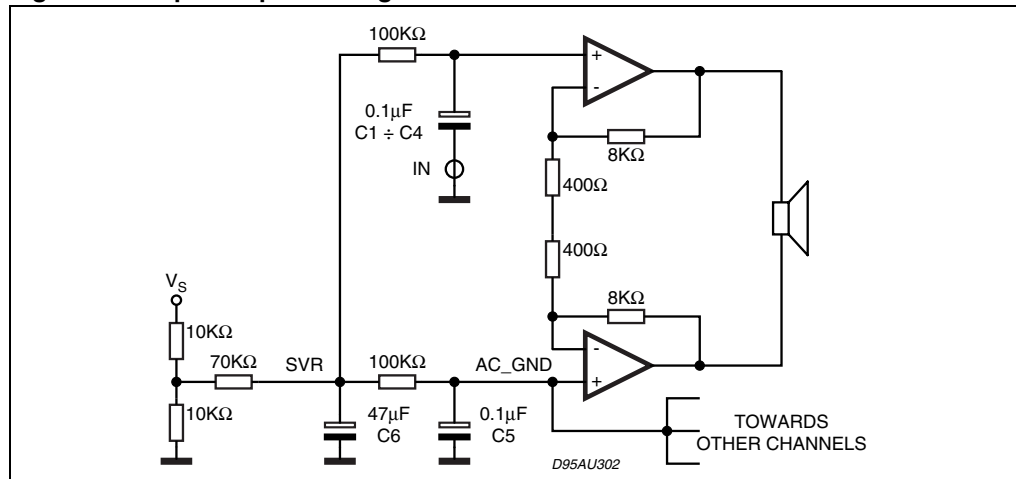 100KΩ
+
-
0.1μF
C1 ÷ C4
8KΩ
IN
400Ω
400Ω
VS
8KΩ
10KΩ
70KΩ
SVR
100KΩ
AC_GND
-
+
10KΩ
47μF
C6
0.1μF
C5
TOWARDS
OTHER CHANNELS
D95AU302